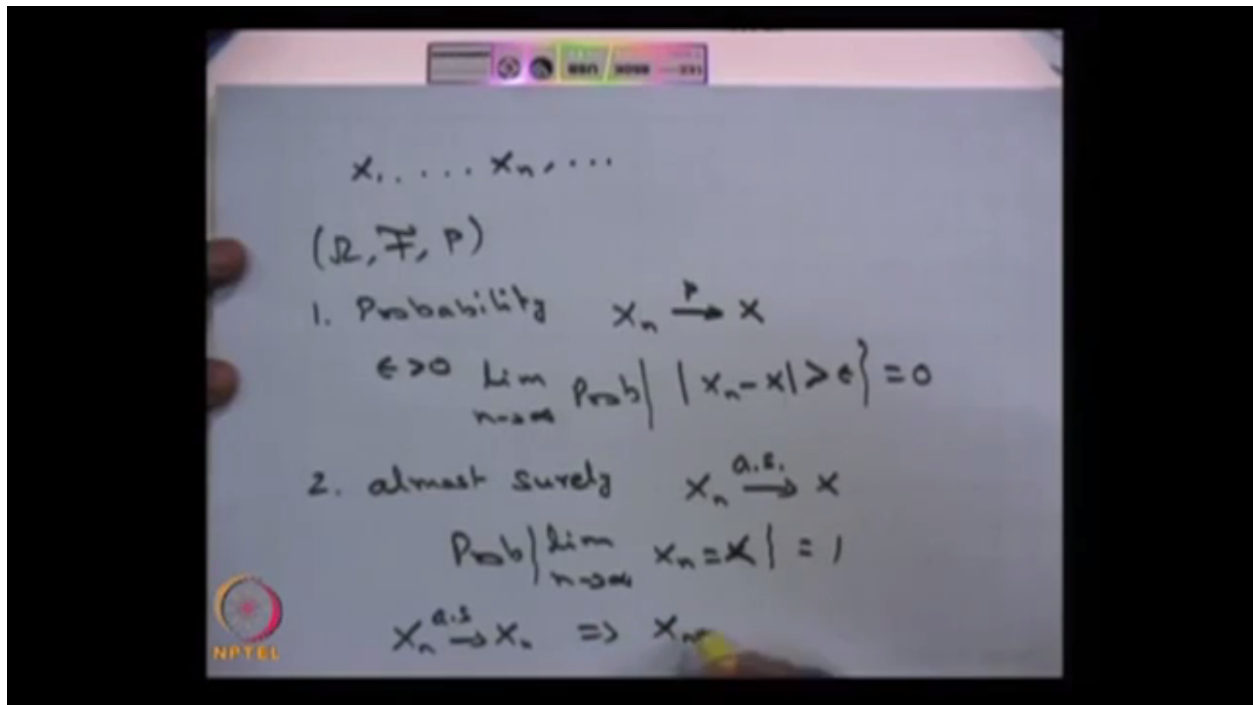 X₁ . . . . . Xₙ, . . .
(Ω, F, P)
1. Probability Xₙ →ᵖ X
ϵ > 0 Lim n→∞ Prob{ |Xₙ - X| > ϵ } = 0
2. almost surely Xₙ →ᵃ·ˢ· X
Prob{ lim n→∞ Xₙ = X } = 1
Xₙ →ᵃ·ˢ X. => Xₙ
NPTEL